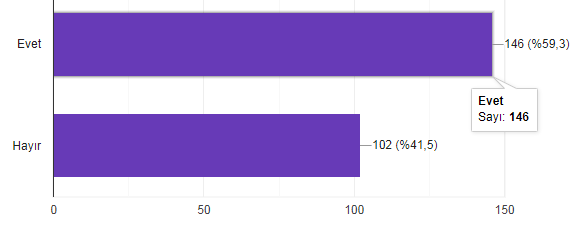 Evet
146 (%59,3)
Evet
Sayı: 146
Hayır
102 (%41,5)
0
50
100
150